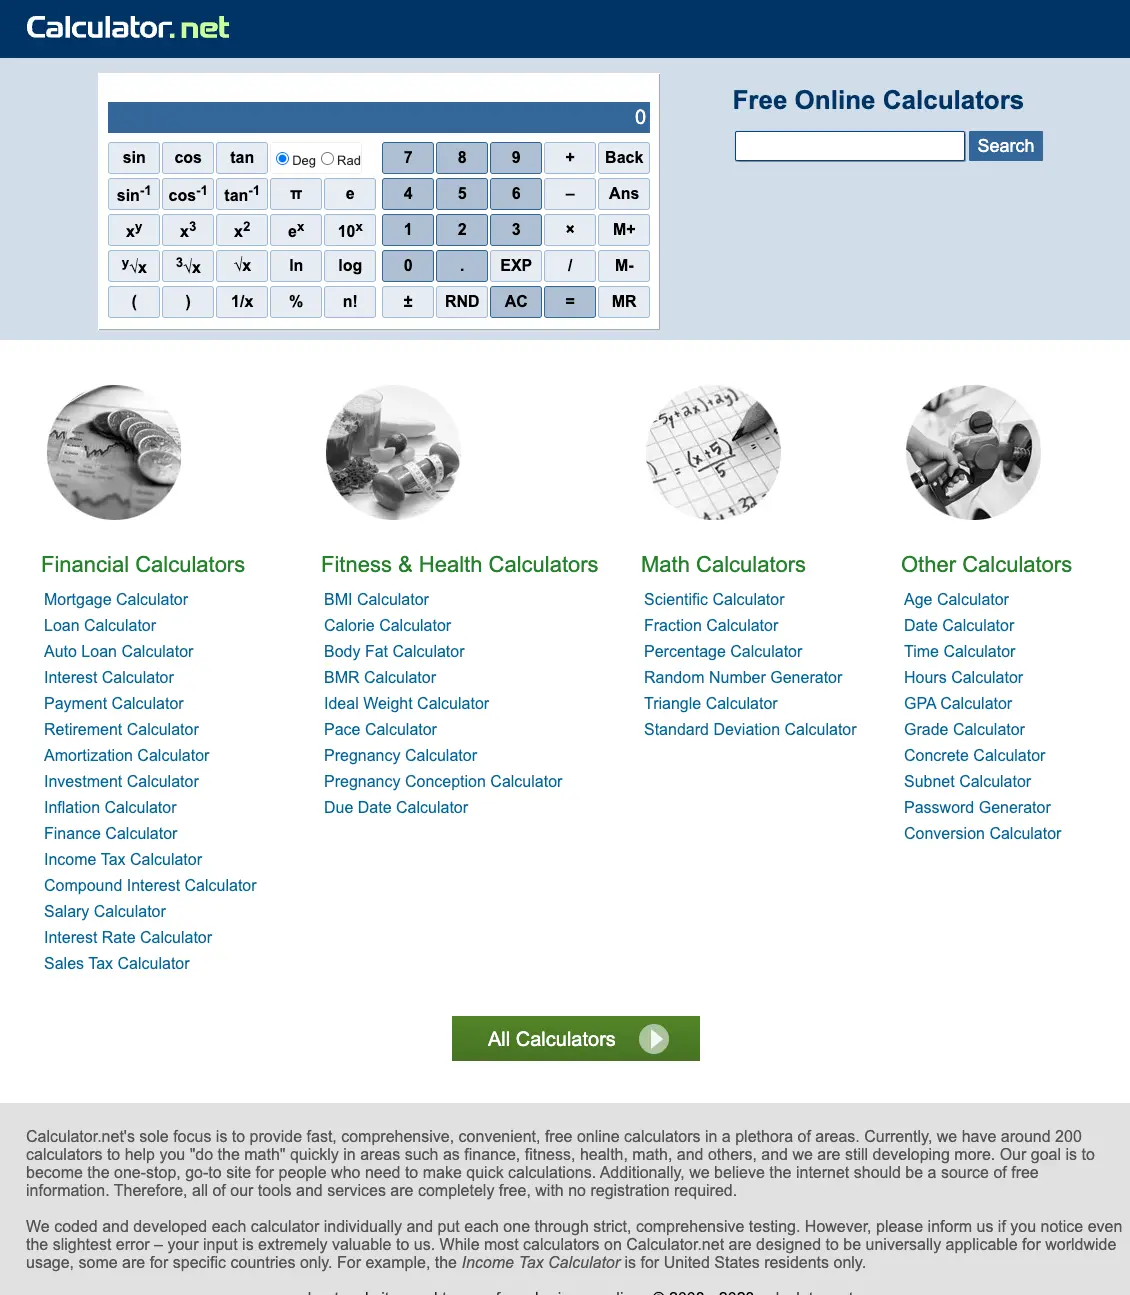 Calculator.net
0
Free Online Calculators
Search
sin cos tan Deg Rad 7 8 9 + Back
sin-1 cos-1 tan-1 π e 4 5 6 – Ans
xy x3 x2 ex 10x 1 2 3 × M+
y√x 3√x √x ln log 0 . EXP / M-
( ) 1/x % n! ± RND AC = MR
-5y+2x)+2y)
= (x+5)/5 =
Financial Calculators
Mortgage Calculator
Loan Calculator
Auto Loan Calculator
Interest Calculator
Payment Calculator
Retirement Calculator
Amortization Calculator
Investment Calculator
Inflation Calculator
Finance Calculator
Income Tax Calculator
Compound Interest Calculator
Salary Calculator
Interest Rate Calculator
Sales Tax Calculator
Fitness & Health Calculators
BMI Calculator
Calorie Calculator
Body Fat Calculator
BMR Calculator
Ideal Weight Calculator
Pace Calculator
Pregnancy Calculator
Pregnancy Conception Calculator
Due Date Calculator
Math Calculators
Scientific Calculator
Fraction Calculator
Percentage Calculator
Random Number Generator
Triangle Calculator
Standard Deviation Calculator
Other Calculators
Age Calculator
Date Calculator
Time Calculator
Hours Calculator
GPA Calculator
Grade Calculator
Concrete Calculator
Subnet Calculator
Password Generator
Conversion Calculator
All Calculators
Calculator.net's sole focus is to provide fast, comprehensive, convenient, free online calculators in a plethora of areas. Currently, we have around 200
calculators to help you "do the math" quickly in areas such as finance, fitness, health, math, and others, and we are still developing more. Our goal is to
become the one-stop, go-to site for people who need to make quick calculations. Additionally, we believe the internet should be a source of free
information. Therefore, all of our tools and services are completely free, with no registration required.
We coded and developed each calculator individually and put each one through strict, comprehensive testing. However, please inform us if you notice even
the slightest error – your input is extremely valuable to us. While most calculators on Calculator.net are designed to be universally applicable for worldwide
usage, some are for specific countries only. For example, the Income Tax Calculator is for United States residents only.